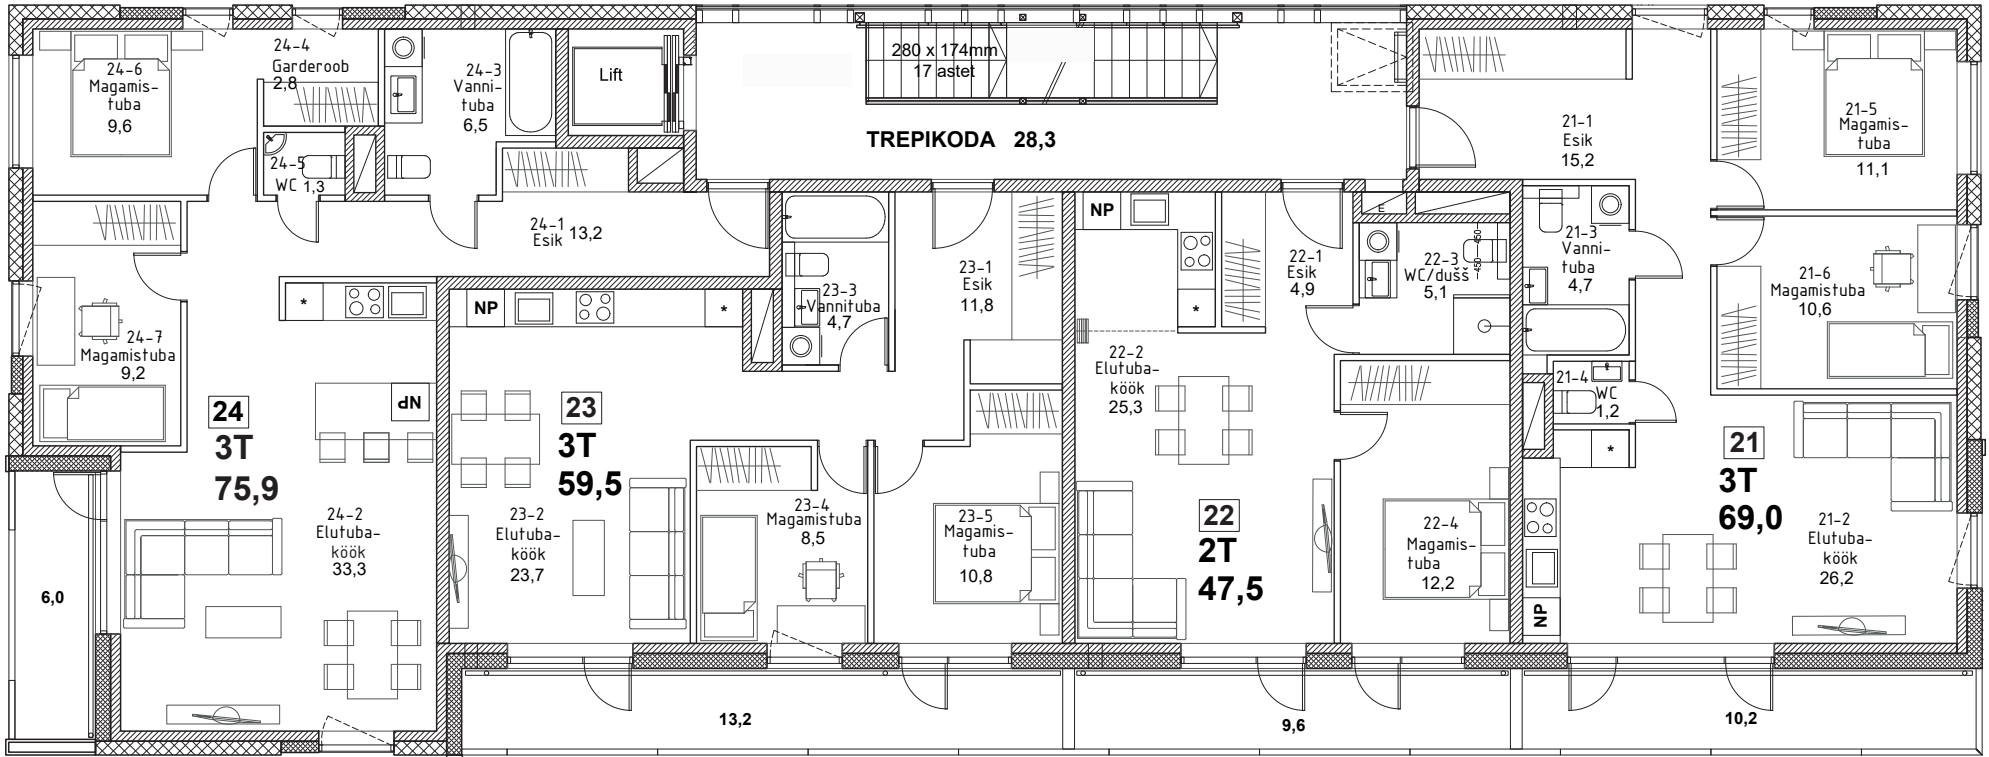 24-6
Magamis-
tuba
9,6
24-4
Garderoob
2,8
24-3
Vanni-
tuba
6,5
Lift
280 x 174mm
17 astet
TREPIKODA 28,3
24-5
WC 1,3
24-1
Esik 13,2
24-7
Magamistuba
9,2
*
NP
24
3T
75,9
24-2
Elutuba-
köök
33,3
6,0
NP
*
23-3
Vannituba
4,7
23-1
Esik
11,8
23
3T
59,5
23-2
Elutuba-
köök
23,7
23-4
Magamistuba
8,5
23-5
Magamis-
tuba
10,8
13,2
NP
*
22-1
Esik
4,9
E
22-3
WC/dušš
5,1
450
450
22-2
Elutuba-
köök
25,3
22
2T
47,5
22-4
Magamis-
tuba
12,2
9,6
21-1
Esik
15,2
21-5
Magamis-
tuba
11,1
21-3
Vanni-
tuba
4,7
21-6
Magamistuba
10,6
21-4
WC
1,2
*
21
3T
69,0
21-2
Elutuba-
köök
26,2
NP
10,2